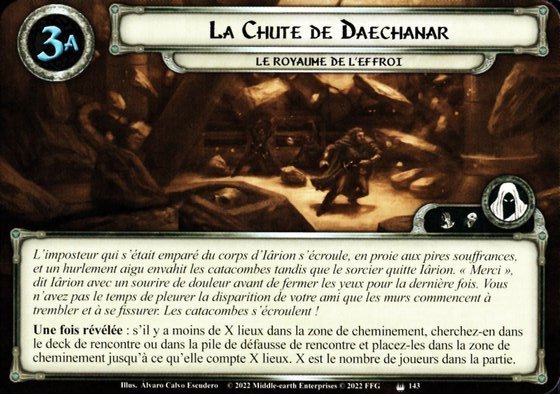 3A
LA CHUTE DE DAECHANAR
LE ROYAUME DE L'EFFROI
L'imposteur qui s'était emparé du corps d'Iârion s'écroule, en proie aux pires souffrances,
et un hurlement aigu envahit les catacombes tandis que le sorcier quitte Iârion. « Merci »,
dit Iârion avec un sourire de douleur avant de fermer les yeux pour la dernière fois. Vous
n'avez pas le temps de pleurer la disparition de votre ami que les murs commencent à
trembler et à se fissurer. Les catacombes s'écroulent !
Une fois révélée : s'il y a moins de X lieux dans la zone de cheminement, cherchez-en dans
le deck de rencontre ou dans la pile de défausse de rencontre et placez-les dans la zone de
cheminement jusqu'à ce qu'elle compte X lieux. X est le nombre de joueurs dans la partie.
Illus. Álvaro Calvo Escudero © 2022 Middle-earth Enterprises © 2022 FFG 143